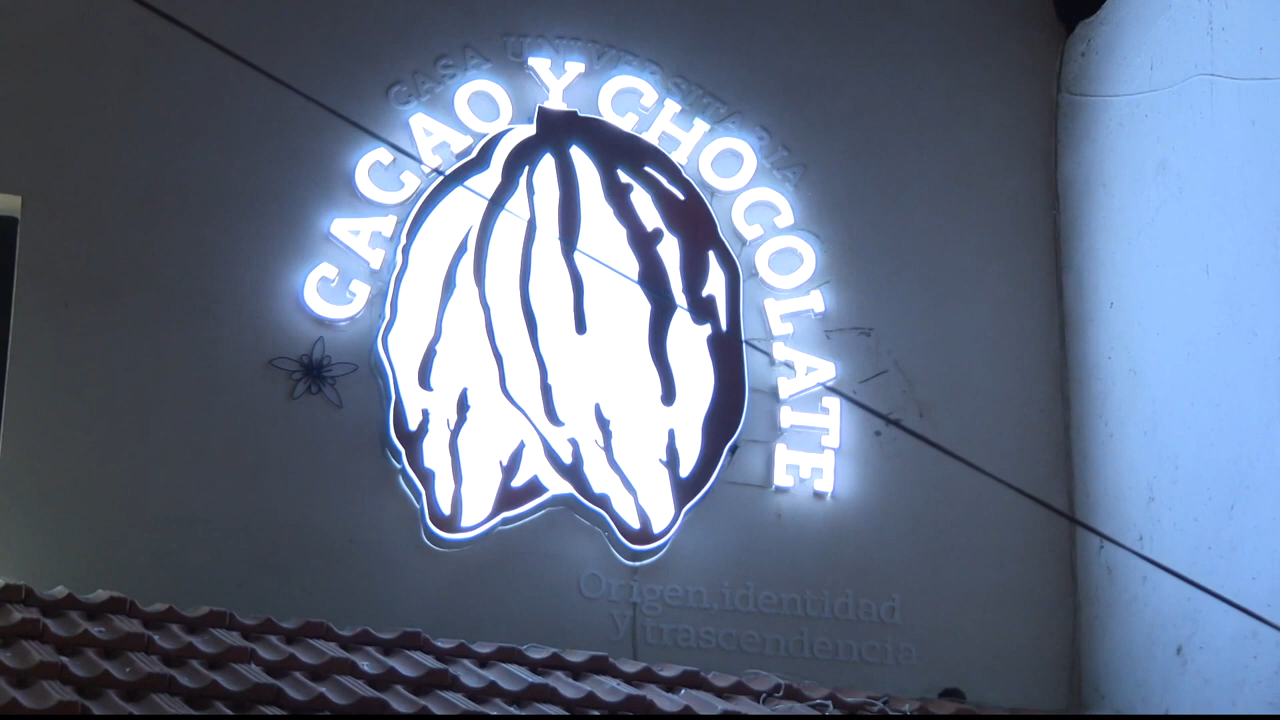 CASA UNIVERSITARIA
CACAO Y CHOCOLATE
Origen, identidad
y trascendencia